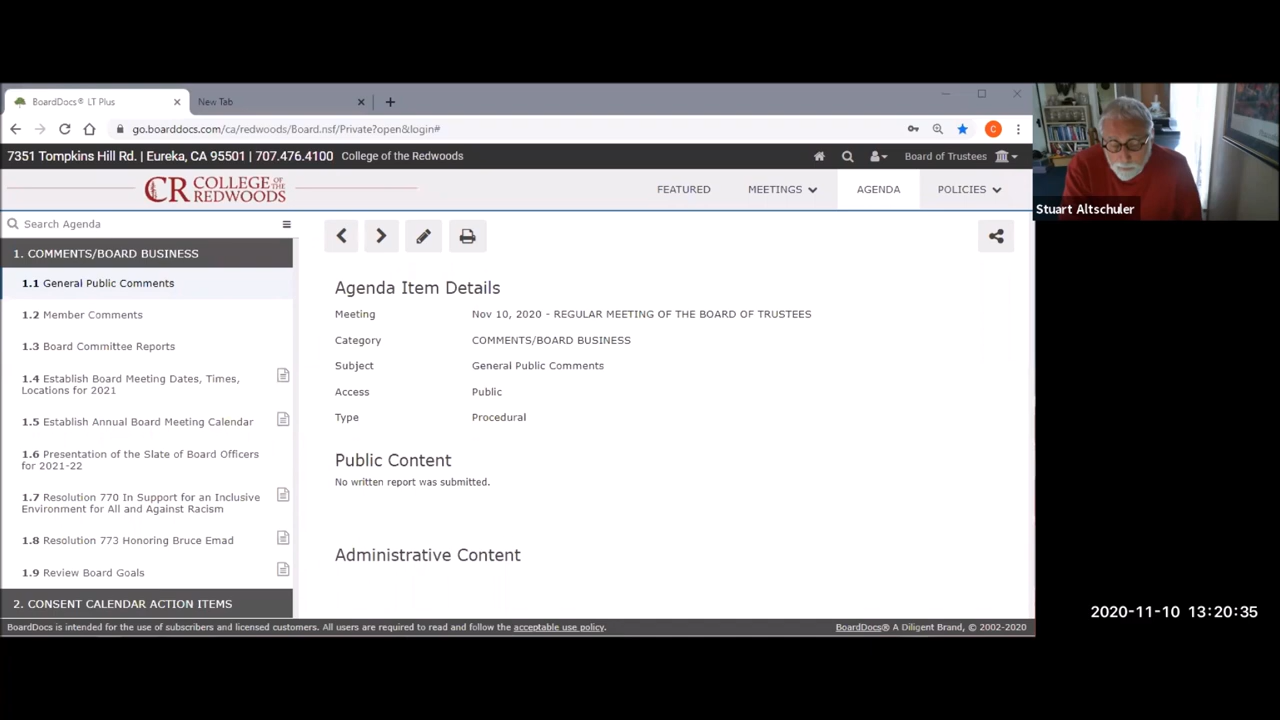 BoardDocs® LT Plus
New Tab
go.boarddocs.com/ca/redwoods/Board.nsf/Private?open&login#
C
7351 Tompkins Hill Rd. | Eureka, CA 95501 | 707.476.4100 College of the Redwoods
Board of Trustees
CR COLLEGE OF THE REDWOODS
FEATURED
MEETINGS
AGENDA
POLICIES
Search Agenda
1. COMMENTS/BOARD BUSINESS
1.1 General Public Comments
1.2 Member Comments
1.3 Board Committee Reports
1.4 Establish Board Meeting Dates, Times,
Locations for 2021
1.5 Establish Annual Board Meeting Calendar
1.6 Presentation of the Slate of Board Officers
for 2021-22
1.7 Resolution 770 In Support for an Inclusive
Environment for All and Against Racism
1.8 Resolution 773 Honoring Bruce Emad
1.9 Review Board Goals
2. CONSENT CALENDAR ACTION ITEMS
Agenda Item Details
Meeting Nov 10, 2020 - REGULAR MEETING OF THE BOARD OF TRUSTEES
Category COMMENTS/BOARD BUSINESS
Subject General Public Comments
Access Public
Type Procedural
Public Content
No written report was submitted.
Administrative Content
BoardDocs is intended for the use of subscribers and licensed customers. All users are required to read and follow the acceptable use policy.
BoardDocs® A Diligent Brand, © 2002-2020
Stuart Altschuler
2020-11-10 13:20:35